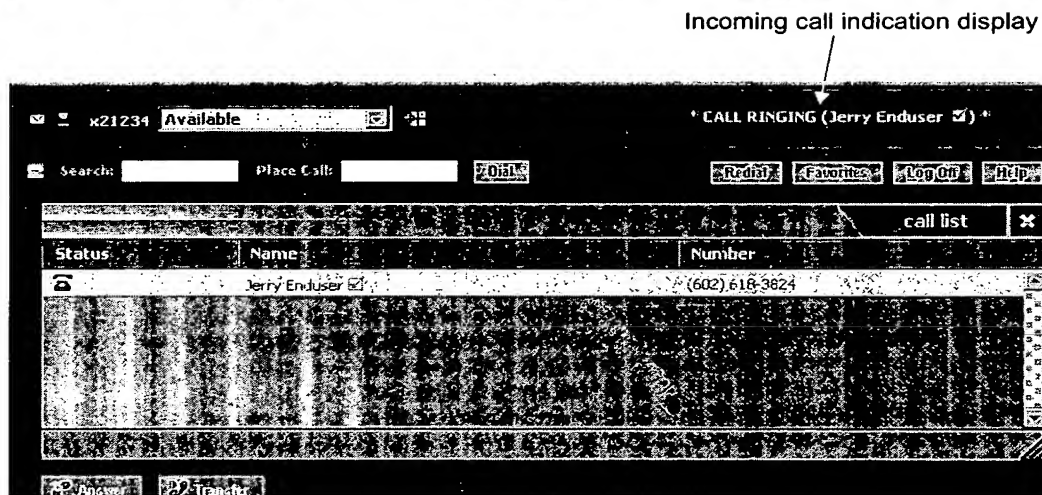 Incoming call indication display
x21234 Available * CALL RINGING (Jerry Enduser ☑) *
Search: Place Call: Dial Redial Favorites Log Off Help
call list
Status Name Number
Jerry Enduser ☑ (602) 618-3824
Answer Transfer